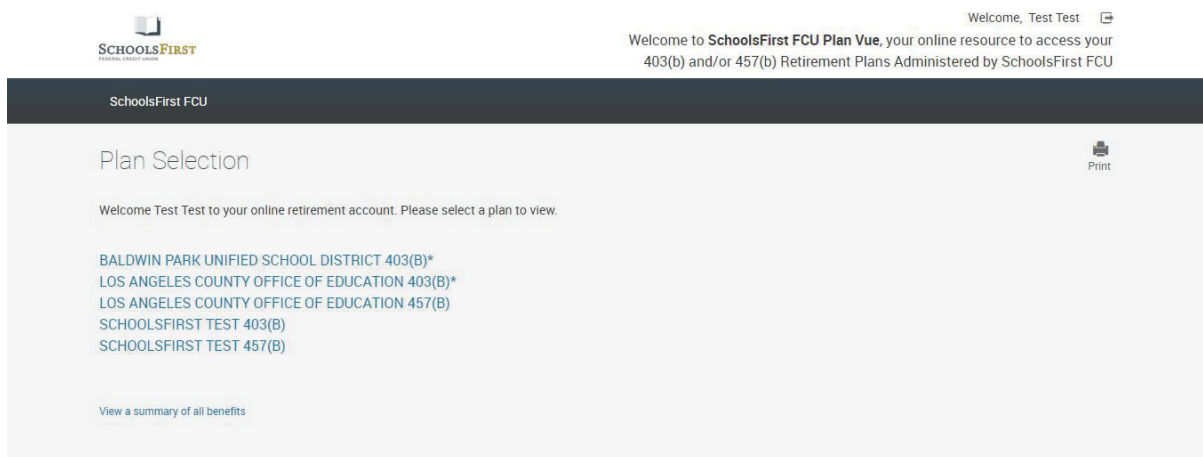 SCHOOLSFIRST
FEDERAL CREDIT UNION
Welcome, Test Test
Welcome to SchoolsFirst FCU Plan Vue, your online resource to access your
403(b) and/or 457(b) Retirement Plans Administered by SchoolsFirst FCU
SchoolsFirst FCU
Plan Selection
Print
Welcome Test Test to your online retirement account. Please select a plan to view.
BALDWIN PARK UNIFIED SCHOOL DISTRICT 403(B)*
LOS ANGELES COUNTY OFFICE OF EDUCATION 403(B)*
LOS ANGELES COUNTY OFFICE OF EDUCATION 457(B)
SCHOOLSFIRST TEST 403(B)
SCHOOLSFIRST TEST 457(B)
View a summary of all benefits